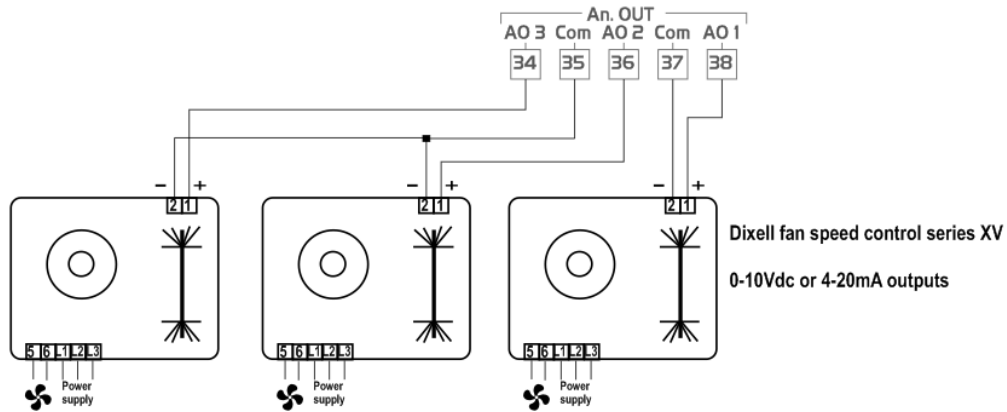 An. OUT
AO 3 Com AO 2 Com AO 1
34 35 36 37 38
− + − + − +
2 1 2 1 2 1
Dixell fan speed control series XV
0-10Vdc or 4-20mA outputs
5 6 L1 L2 L3 5 6 L1 L2 L3 5 6 L1 L2 L3
Power Power Power
supply supply supply